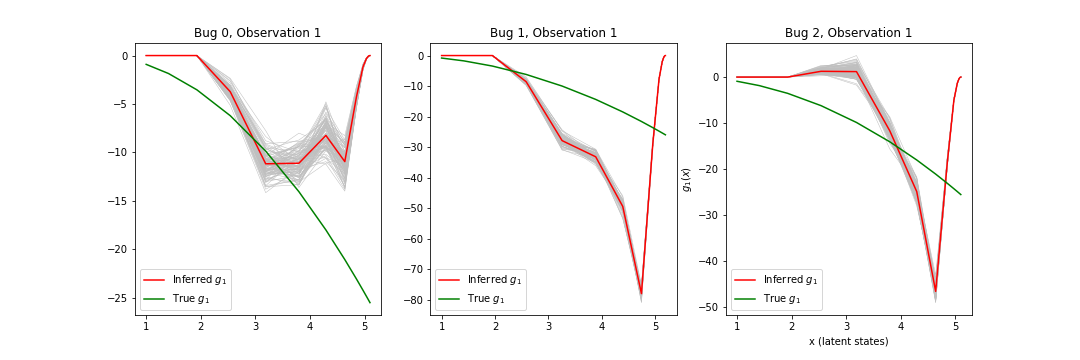 Bug 0, Observation 1
0
−5
−10
−15
−20
−25
1 2 3 4 5
Inferred g₁
True g₁
Bug 1, Observation 1
0
−10
−20
−30
−40
−50
−60
−70
−80
1 2 3 4 5
Inferred g₁
True g₁
Bug 2, Observation 1
g₁(x)
0
−10
−20
−30
−40
−50
1 2 3 4 5
x (latent states)
Inferred g₁
True g₁